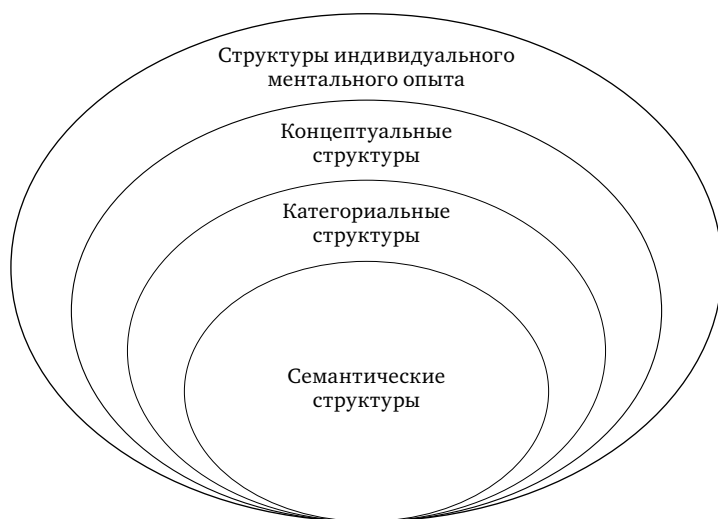 Структуры индивидуального
ментального опыта
Концептуальные
структуры
Категориальные
структуры
Семантические
структуры